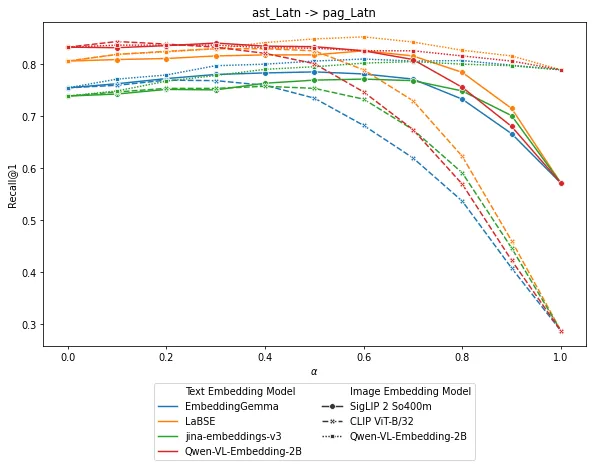 ast_Latn -> pag_Latn
Recall@1
0.8
0.7
0.6
0.5
0.4
0.3
0.0
0.2
0.4
0.6
0.8
1.0
α
Text Embedding Model
EmbeddingGemma
LaBSE
jina-embeddings-v3
Qwen-VL-Embedding-2B
Image Embedding Model
SigLIP 2 So400m
CLIP ViT-B/32
Qwen-VL-Embedding-2B